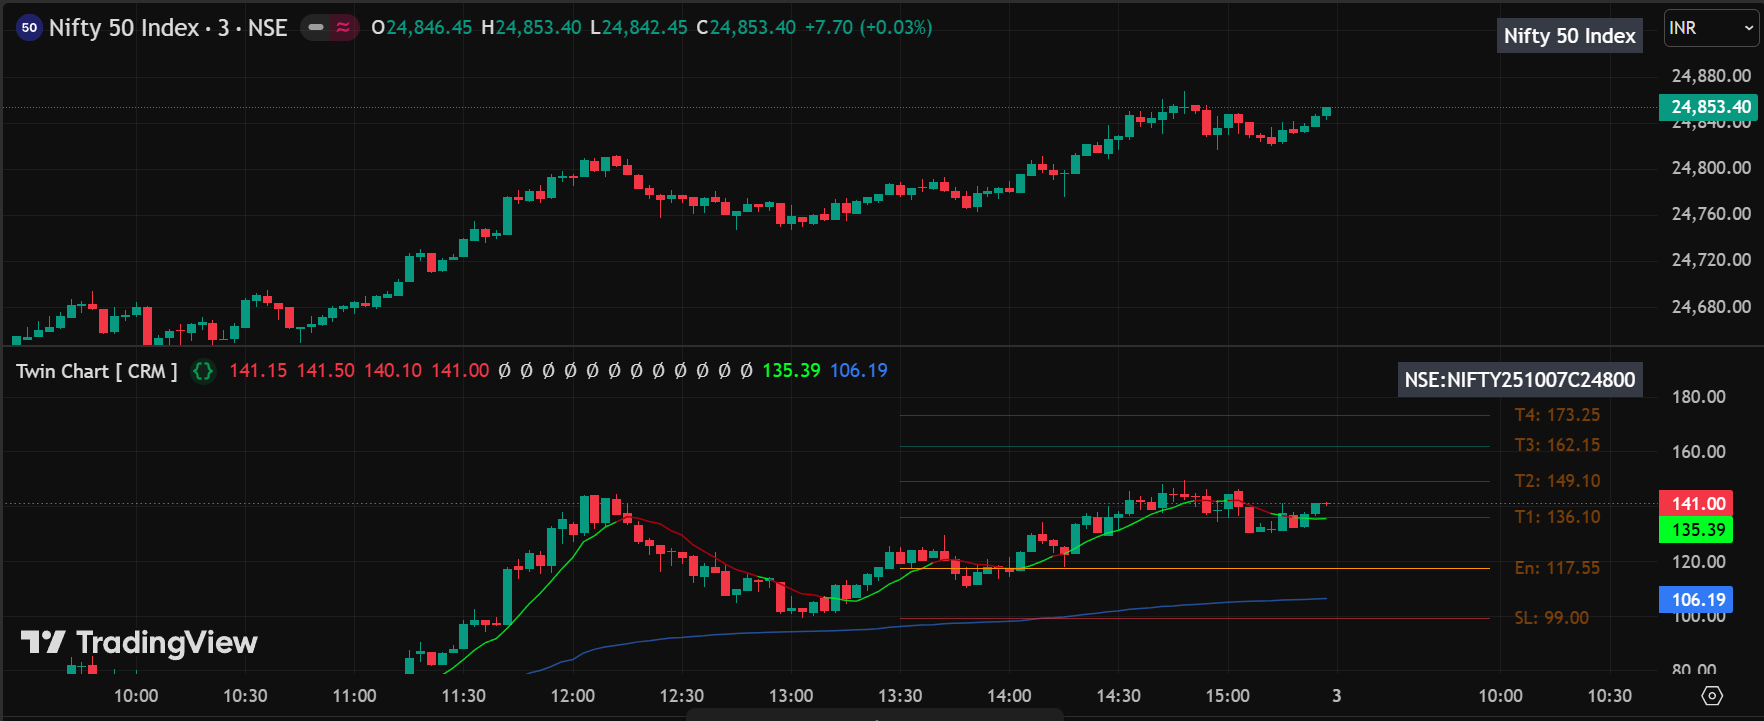 50 Nifty 50 Index · 3 · NSE O24,846.45 H24,853.40 L24,842.45 C24,853.40 +7.70 (+0.03%)
Nifty 50 Index
INR
24,880.00
24,853.40
24,840.00
24,800.00
24,760.00
24,720.00
24,680.00
Twin Chart [ CRM ] {} 141.15 141.50 140.10 141.00 Ø Ø Ø Ø Ø Ø Ø Ø Ø Ø Ø Ø 135.39 106.19
NSE:NIFTY251007C24800
180.00
T4: 173.25
T3: 162.15
160.00
T2: 149.10
141.00
T1: 136.10
135.39
120.00
En: 117.55
106.19
100.00
SL: 99.00
TradingView
80.00
10:00 10:30 11:00 11:30 12:00 12:30 13:00 13:30 14:00 14:30 15:00 3 10:00 10:30